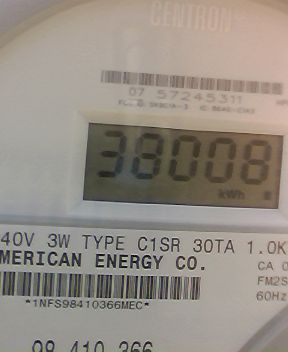 CENTRON
07 57245311
38008
kWh
40V 3W TYPE C1SR 30TA 1.0K
MERICAN ENERGY CO.
CA 0
FM2S
60Hz
*1NFS98410366MEC*
98 410 366